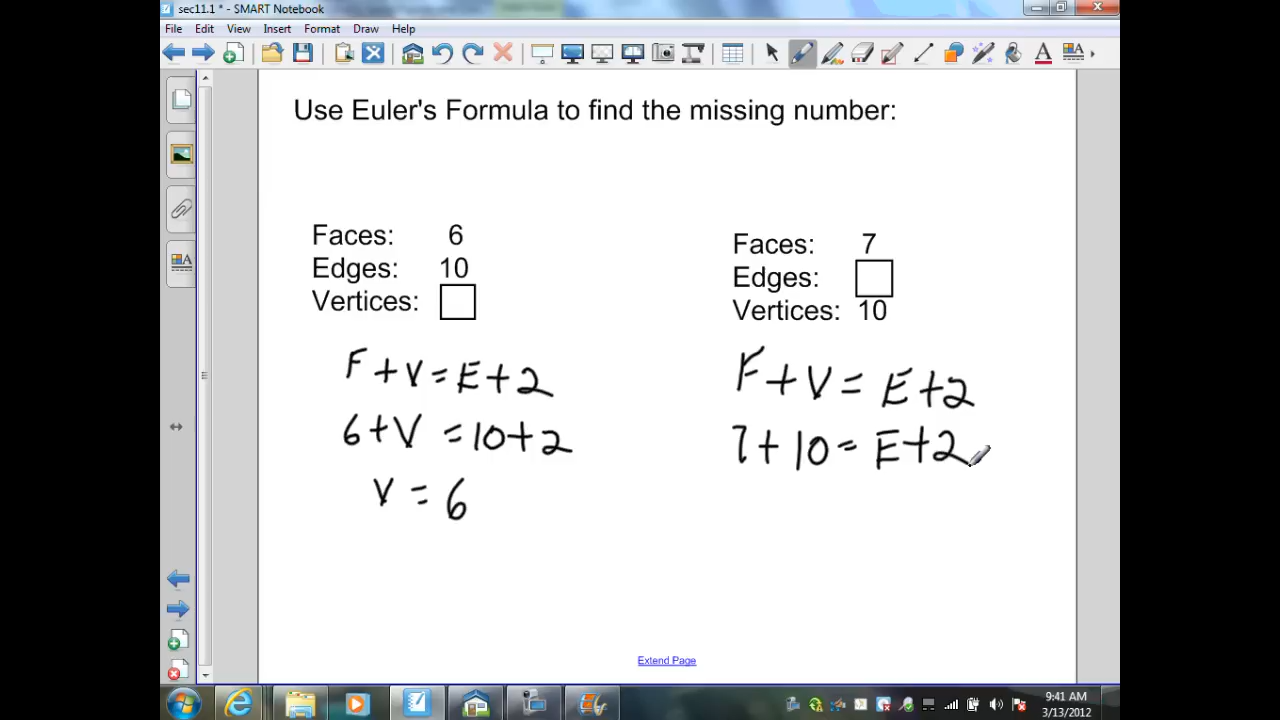 sec11.1 * - SMART Notebook
File Edit View Insert Format Draw Help
Use Euler's Formula to find the missing number:
Faces: 6
Edges: 10
Vertices:
F+V=E+2
6+V=10+2
V=6
Faces: 7
Edges:
Vertices: 10
F+V=E+2
7+10=E+2
Extend Page
9:41 AM
3/13/2012